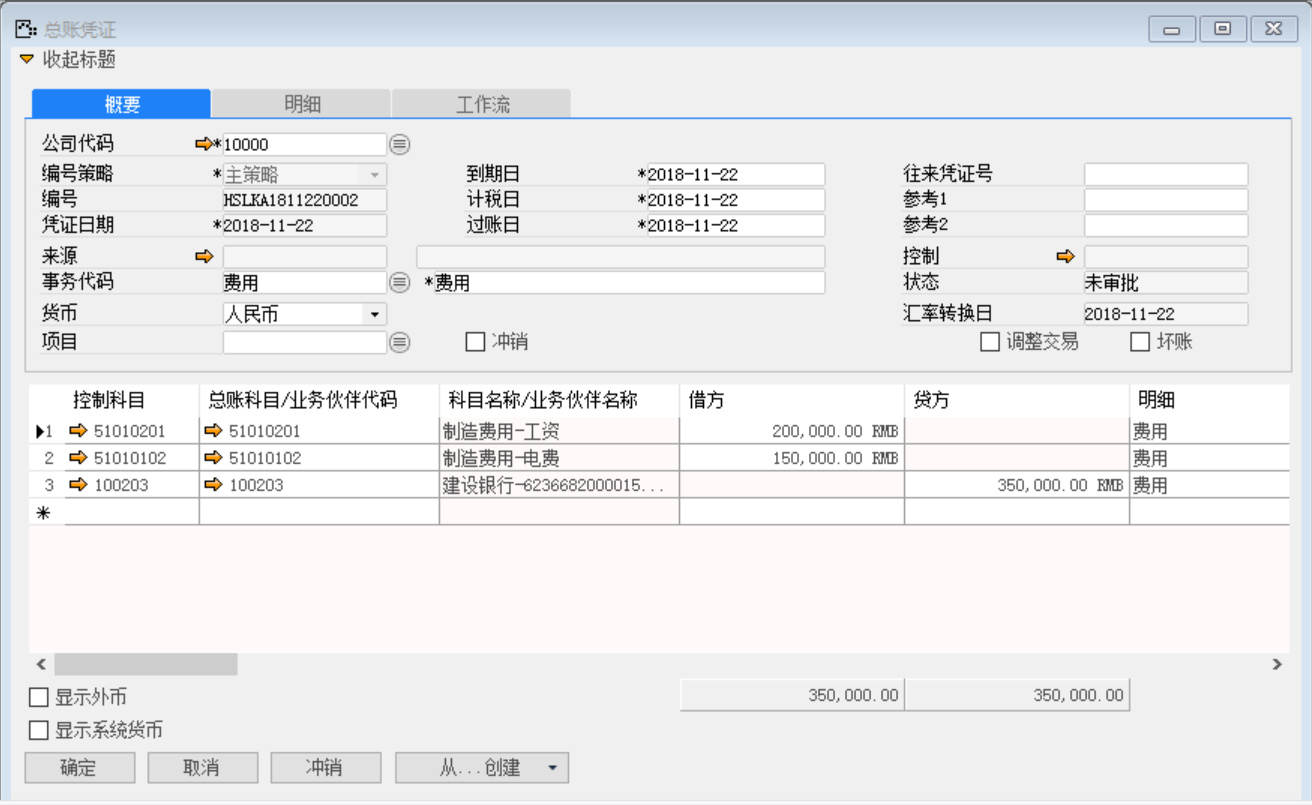 总账凭证
收起标题
概要 明细 工作流
公司代码 *10000
编号策略 *主策略 到期日 *2018-11-22 往来凭证号
编号 HSLKA1811220002 计税日 *2018-11-22 参考1
凭证日期 *2018-11-22 过账日 *2018-11-22 参考2
来源 控制
事务代码 费用 *费用 状态 未审批
货币 人民币 汇率转换日 2018-11-22
项目 冲销 调整交易 坏账
控制科目 总账科目/业务伙伴代码 科目名称/业务伙伴名称 借方 贷方 明细
1 51010201 51010201 制造费用-工资 200,000.00 RMB 费用
2 51010102 51010102 制造费用-电费 150,000.00 RMB 费用
3 100203 100203 建设银行-6236682000015... 350,000.00 RMB 费用
*
显示外币 350,000.00 350,000.00
显示系统货币
确定 取消 冲销 从...创建